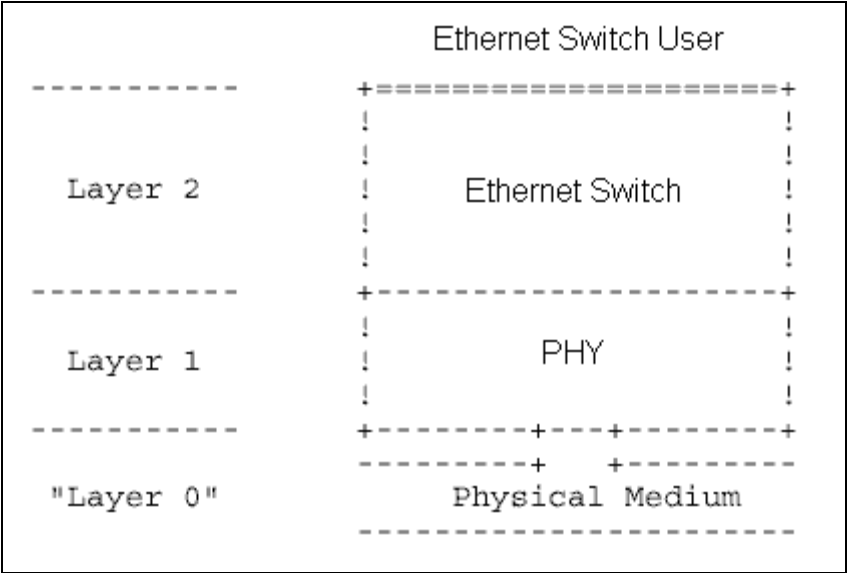 Ethernet Switch User
Layer 2 Ethernet Switch
Layer 1 PHY
"Layer 0" Physical Medium